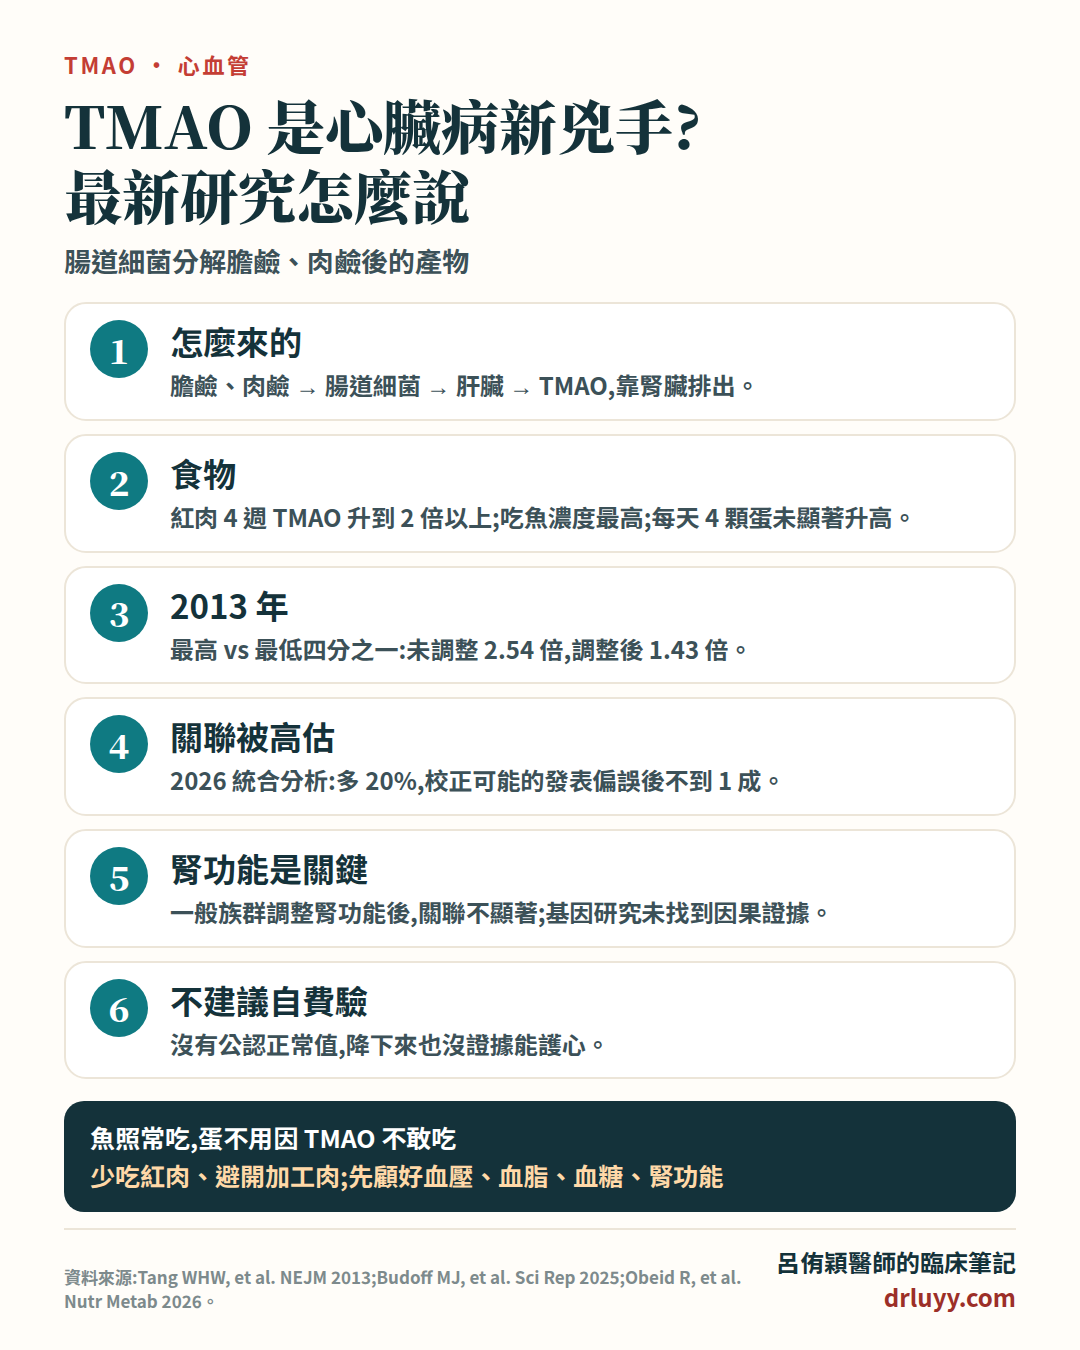 TMAO · 心血管
TMAO 是心臟病新兇手?
最新研究怎麼說
腸道細菌分解膽鹼、肉鹼後的產物
1
怎麼來的
膽鹼、肉鹼 → 腸道細菌 → 肝臟 → TMAO,靠腎臟排出。
2
食物
紅肉 4 週 TMAO 升到 2 倍以上;吃魚濃度最高;每天 4 顆蛋未顯著升高。
3
2013 年
最高 vs 最低四分之一:未調整 2.54 倍,調整後 1.43 倍。
4
關聯被高估
2026 統合分析:多 20%,校正可能的發表偏誤後不到 1 成。
5
腎功能是關鍵
一般族群調整腎功能後,關聯不顯著;基因研究未找到因果證據。
6
不建議自費驗
沒有公認正常值,降下來也沒證據能護心。
魚照常吃,蛋不用因 TMAO 不敢吃
少吃紅肉、避開加工肉;先顧好血壓、血脂、血糖、腎功能
資料來源:Tang WHW, et al. NEJM 2013;Budoff MJ, et al. Sci Rep 2025;Obeid R, et al.
Nutr Metab 2026。
呂侑穎醫師的臨床筆記
drluyy.com